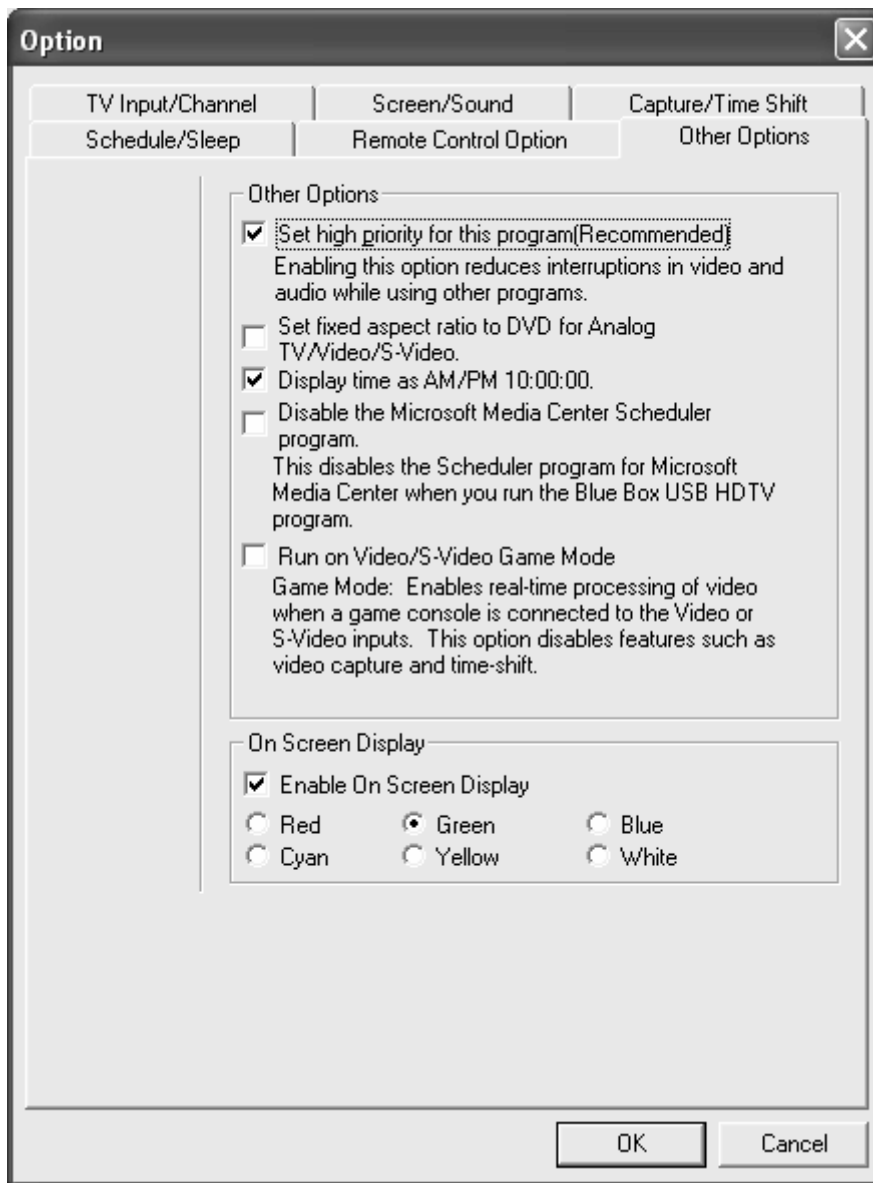 Option
TV Input/Channel
Screen/Sound
Capture/Time Shift
Schedule/Sleep
Remote Control Option
Other Options
Other Options
Set high priority for this program(Recommended)
Enabling this option reduces interruptions in video and
audio while using other programs.
Set fixed aspect ratio to DVD for Analog
TV/Video/S-Video.
Display time as AM/PM 10:00:00.
Disable the Microsoft Media Center Scheduler
program.
This disables the Scheduler program for Microsoft
Media Center when you run the Blue Box USB HDTV
program.
Run on Video/S-Video Game Mode
Game Mode:  Enables real-time processing of video
when a game console is connected to the Video or
S-Video inputs.  This option disables features such as
video capture and time-shift.
On Screen Display
Enable On Screen Display
Red
Green
Blue
Cyan
Yellow
White
OK
Cancel